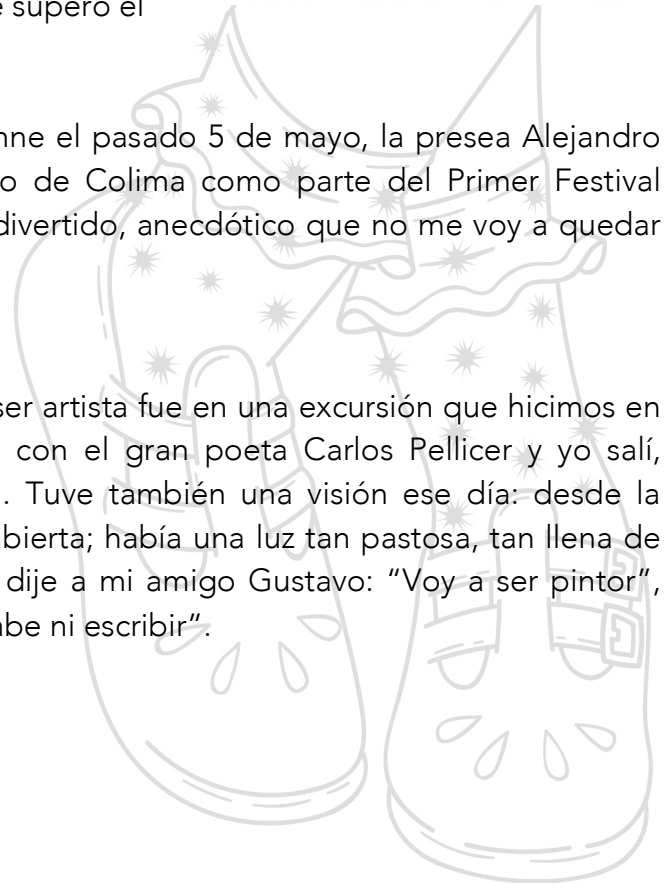 e superó el
nne el pasado 5 de mayo, la presea Alejandro
o de Colima como parte del Primer Festival
divertido, anecdótico que no me voy a quedar
ser artista fue en una excursión que hicimos en
con el gran poeta Carlos Pellicer y yo salí,
. Tuve también una visión ese día: desde la
bierta; había una luz tan pastosa, tan llena de
dije a mi amigo Gustavo: “Voy a ser pintor”,
abe ni escribir”.